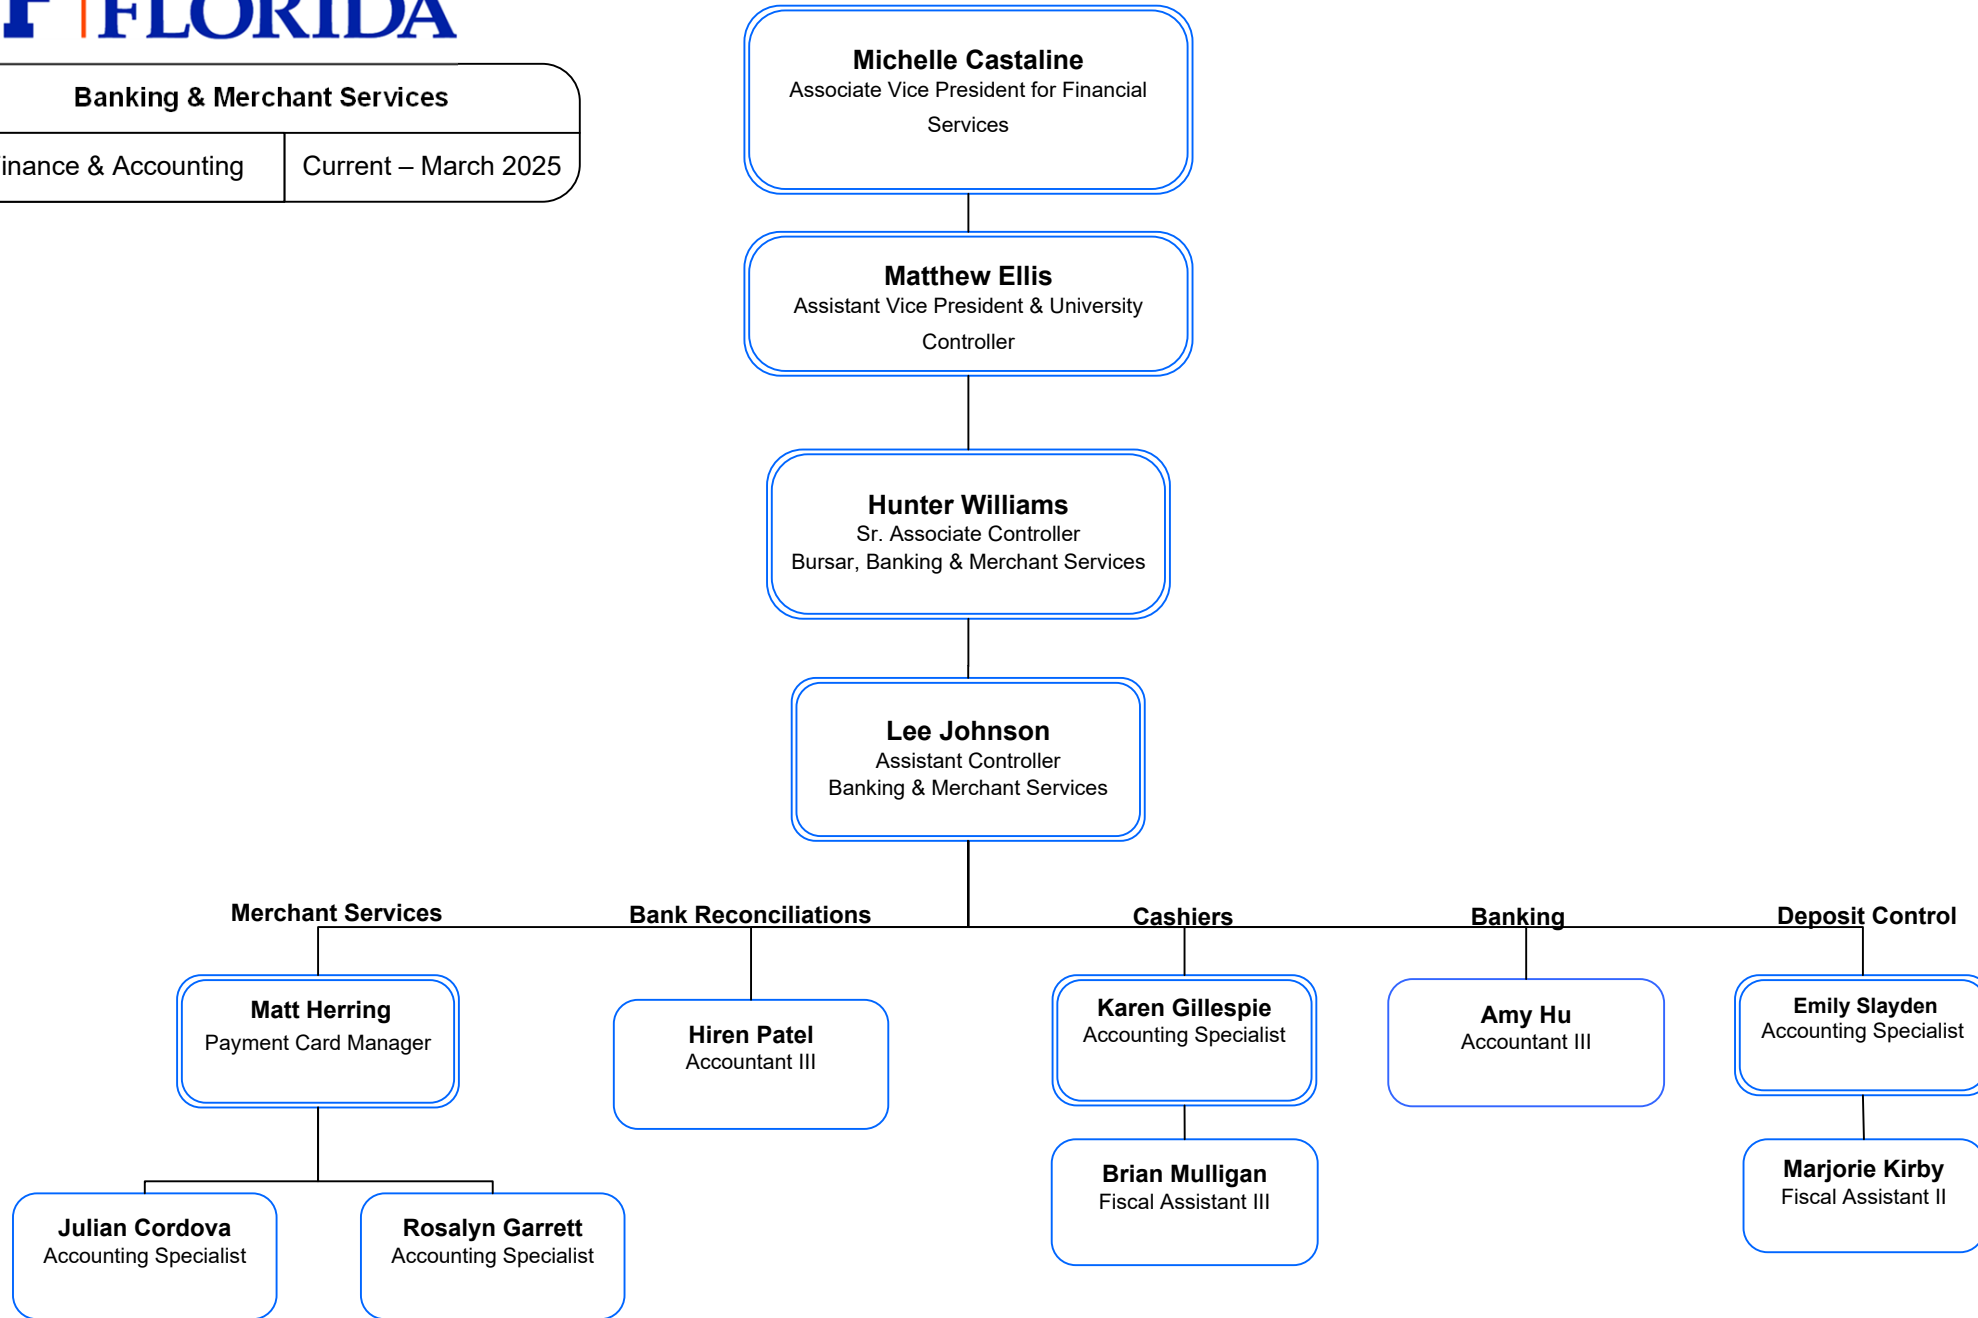 FLORIDA
Banking & Merchant Services
Finance & Accounting
Current – March 2025
Michelle Castaline
Associate Vice President for Financial
Services
Matthew Ellis
Assistant Vice President & University
Controller
Hunter Williams
Sr. Associate Controller
Bursar, Banking & Merchant Services
Lee Johnson
Assistant Controller
Banking & Merchant Services
Merchant Services
Bank Reconciliations
Cashiers
Banking
Deposit Control
Matt Herring
Payment Card Manager
Hiren Patel
Accountant III
Karen Gillespie
Accounting Specialist
Amy Hu
Accountant III
Emily Slayden
Accounting Specialist
Julian Cordova
Accounting Specialist
Rosalyn Garrett
Accounting Specialist
Brian Mulligan
Fiscal Assistant III
Marjorie Kirby
Fiscal Assistant II